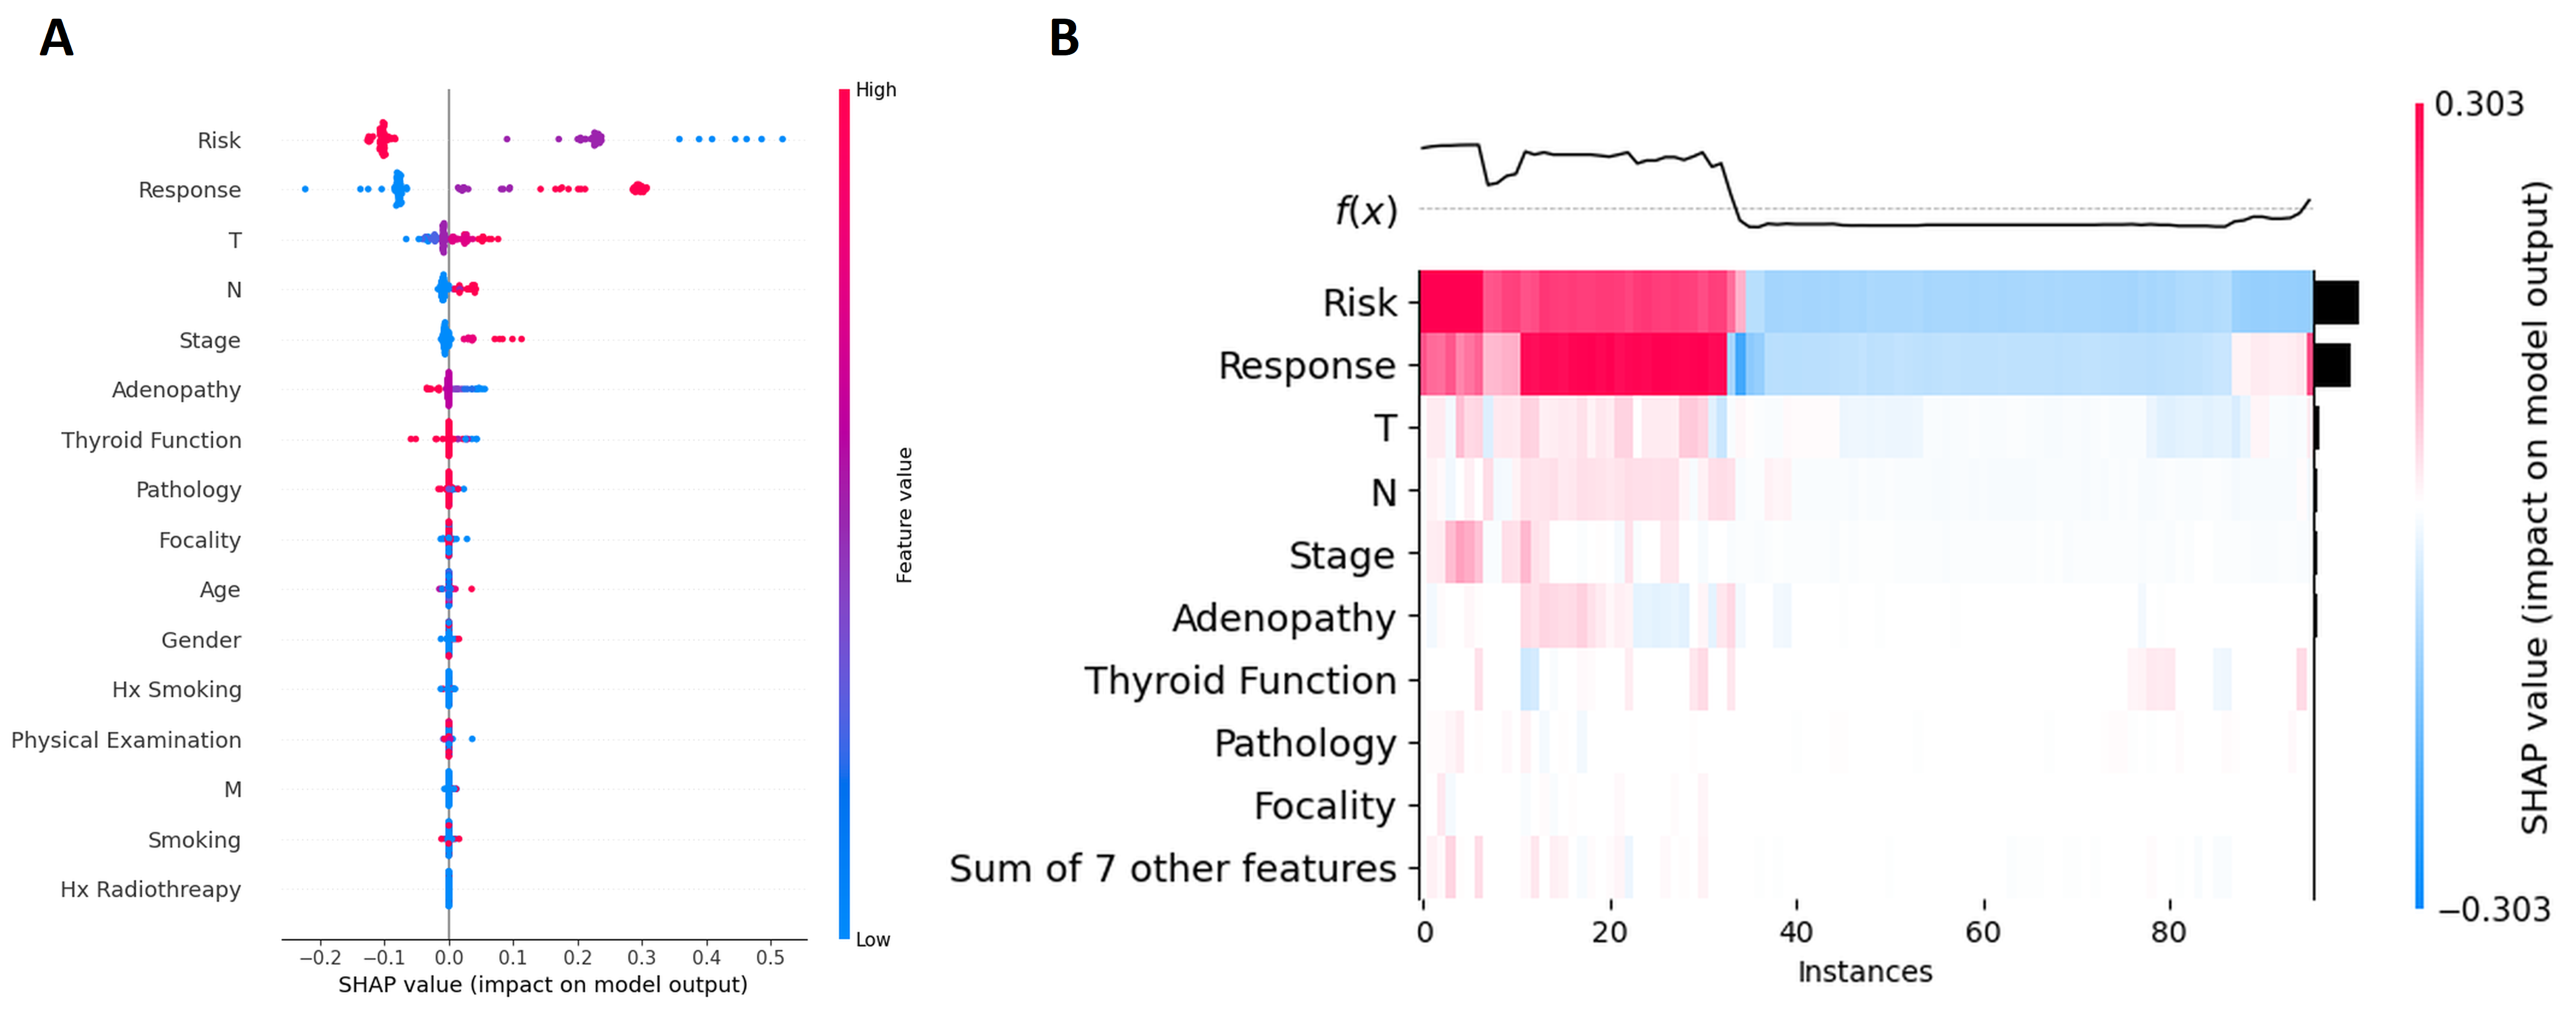 A
High
Risk
Response
T
N
Stage
Adenopathy
Thyroid Function
Pathology
Focality
Age
Gender
Hx Smoking
Physical Examination
M
Smoking
Hx Radiothreapy
Low
Feature value
−0.2 −0.1 0.0 0.1 0.2 0.3 0.4 0.5
SHAP value (impact on model output)
B
f(x)
Risk
Response
T
N
Stage
Adenopathy
Thyroid Function
Pathology
Focality
Sum of 7 other features
0 20 40 60 80
Instances
0.303
−0.303
SHAP value (impact on model output)